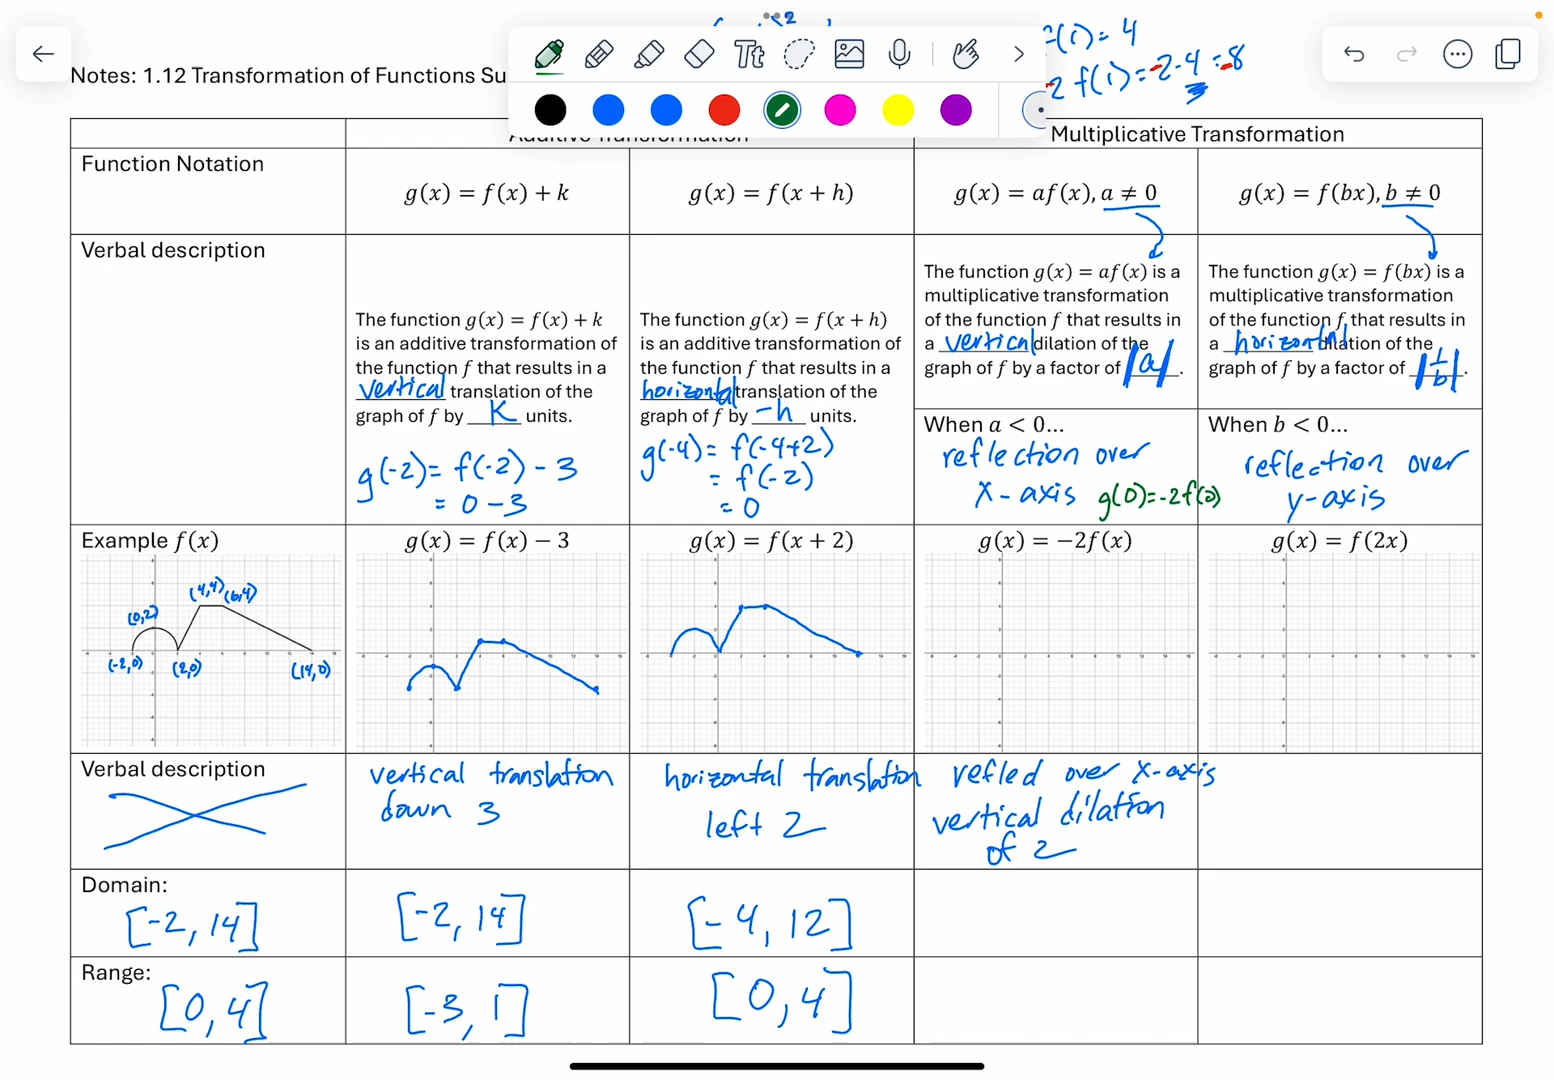 f(1) = 4
-2 f(1) = -2·4 = -8
Notes: 1.12 Transformation of Functions Su
Tt
Multiplicative Transformation
Function Notation
g(x) = f(x) + k
g(x) = f(x + h)
g(x) = af(x), a ≠ 0
g(x) = f(bx), b ≠ 0
Verbal description
The function g(x) = f(x) + k
is an additive transformation of
the function f that results in a
vertical translation of the
graph of f by K units.
g(-2) = f(-2) - 3
= 0 - 3
The function g(x) = f(x + h)
is an additive transformation of
the function f that results in a
horizontal translation of the
graph of f by -h units.
g(-4) = f(-4+2)
= f(-2)
= 0
The function g(x) = af(x) is a
multiplicative transformation
of the function f that results in
a vertical dilation of the
graph of f by a factor of |a|.
When a < 0...
reflection over
x-axis g(0)=-2f(0)
The function g(x) = f(bx) is a
multiplicative transformation
of the function f that results in
a horizontal dilation of the
graph of f by a factor of |1/b|.
When b < 0...
reflection over
y-axis
Example f(x)
(4,4) (6,4)
(0,2)
(-2,0) (2,0) (14,0)
g(x) = f(x) − 3
g(x) = f(x + 2)
g(x) = −2f(x)
g(x) = f(2x)
Verbal description
vertical translation
down 3
horizontal translation
left 2
refled over x-axis
vertical dilation
of 2
Domain:
[-2, 14]
[-2, 14]
[-4, 12]
Range:
[0, 4]
[-3, 1]
[0, 4]